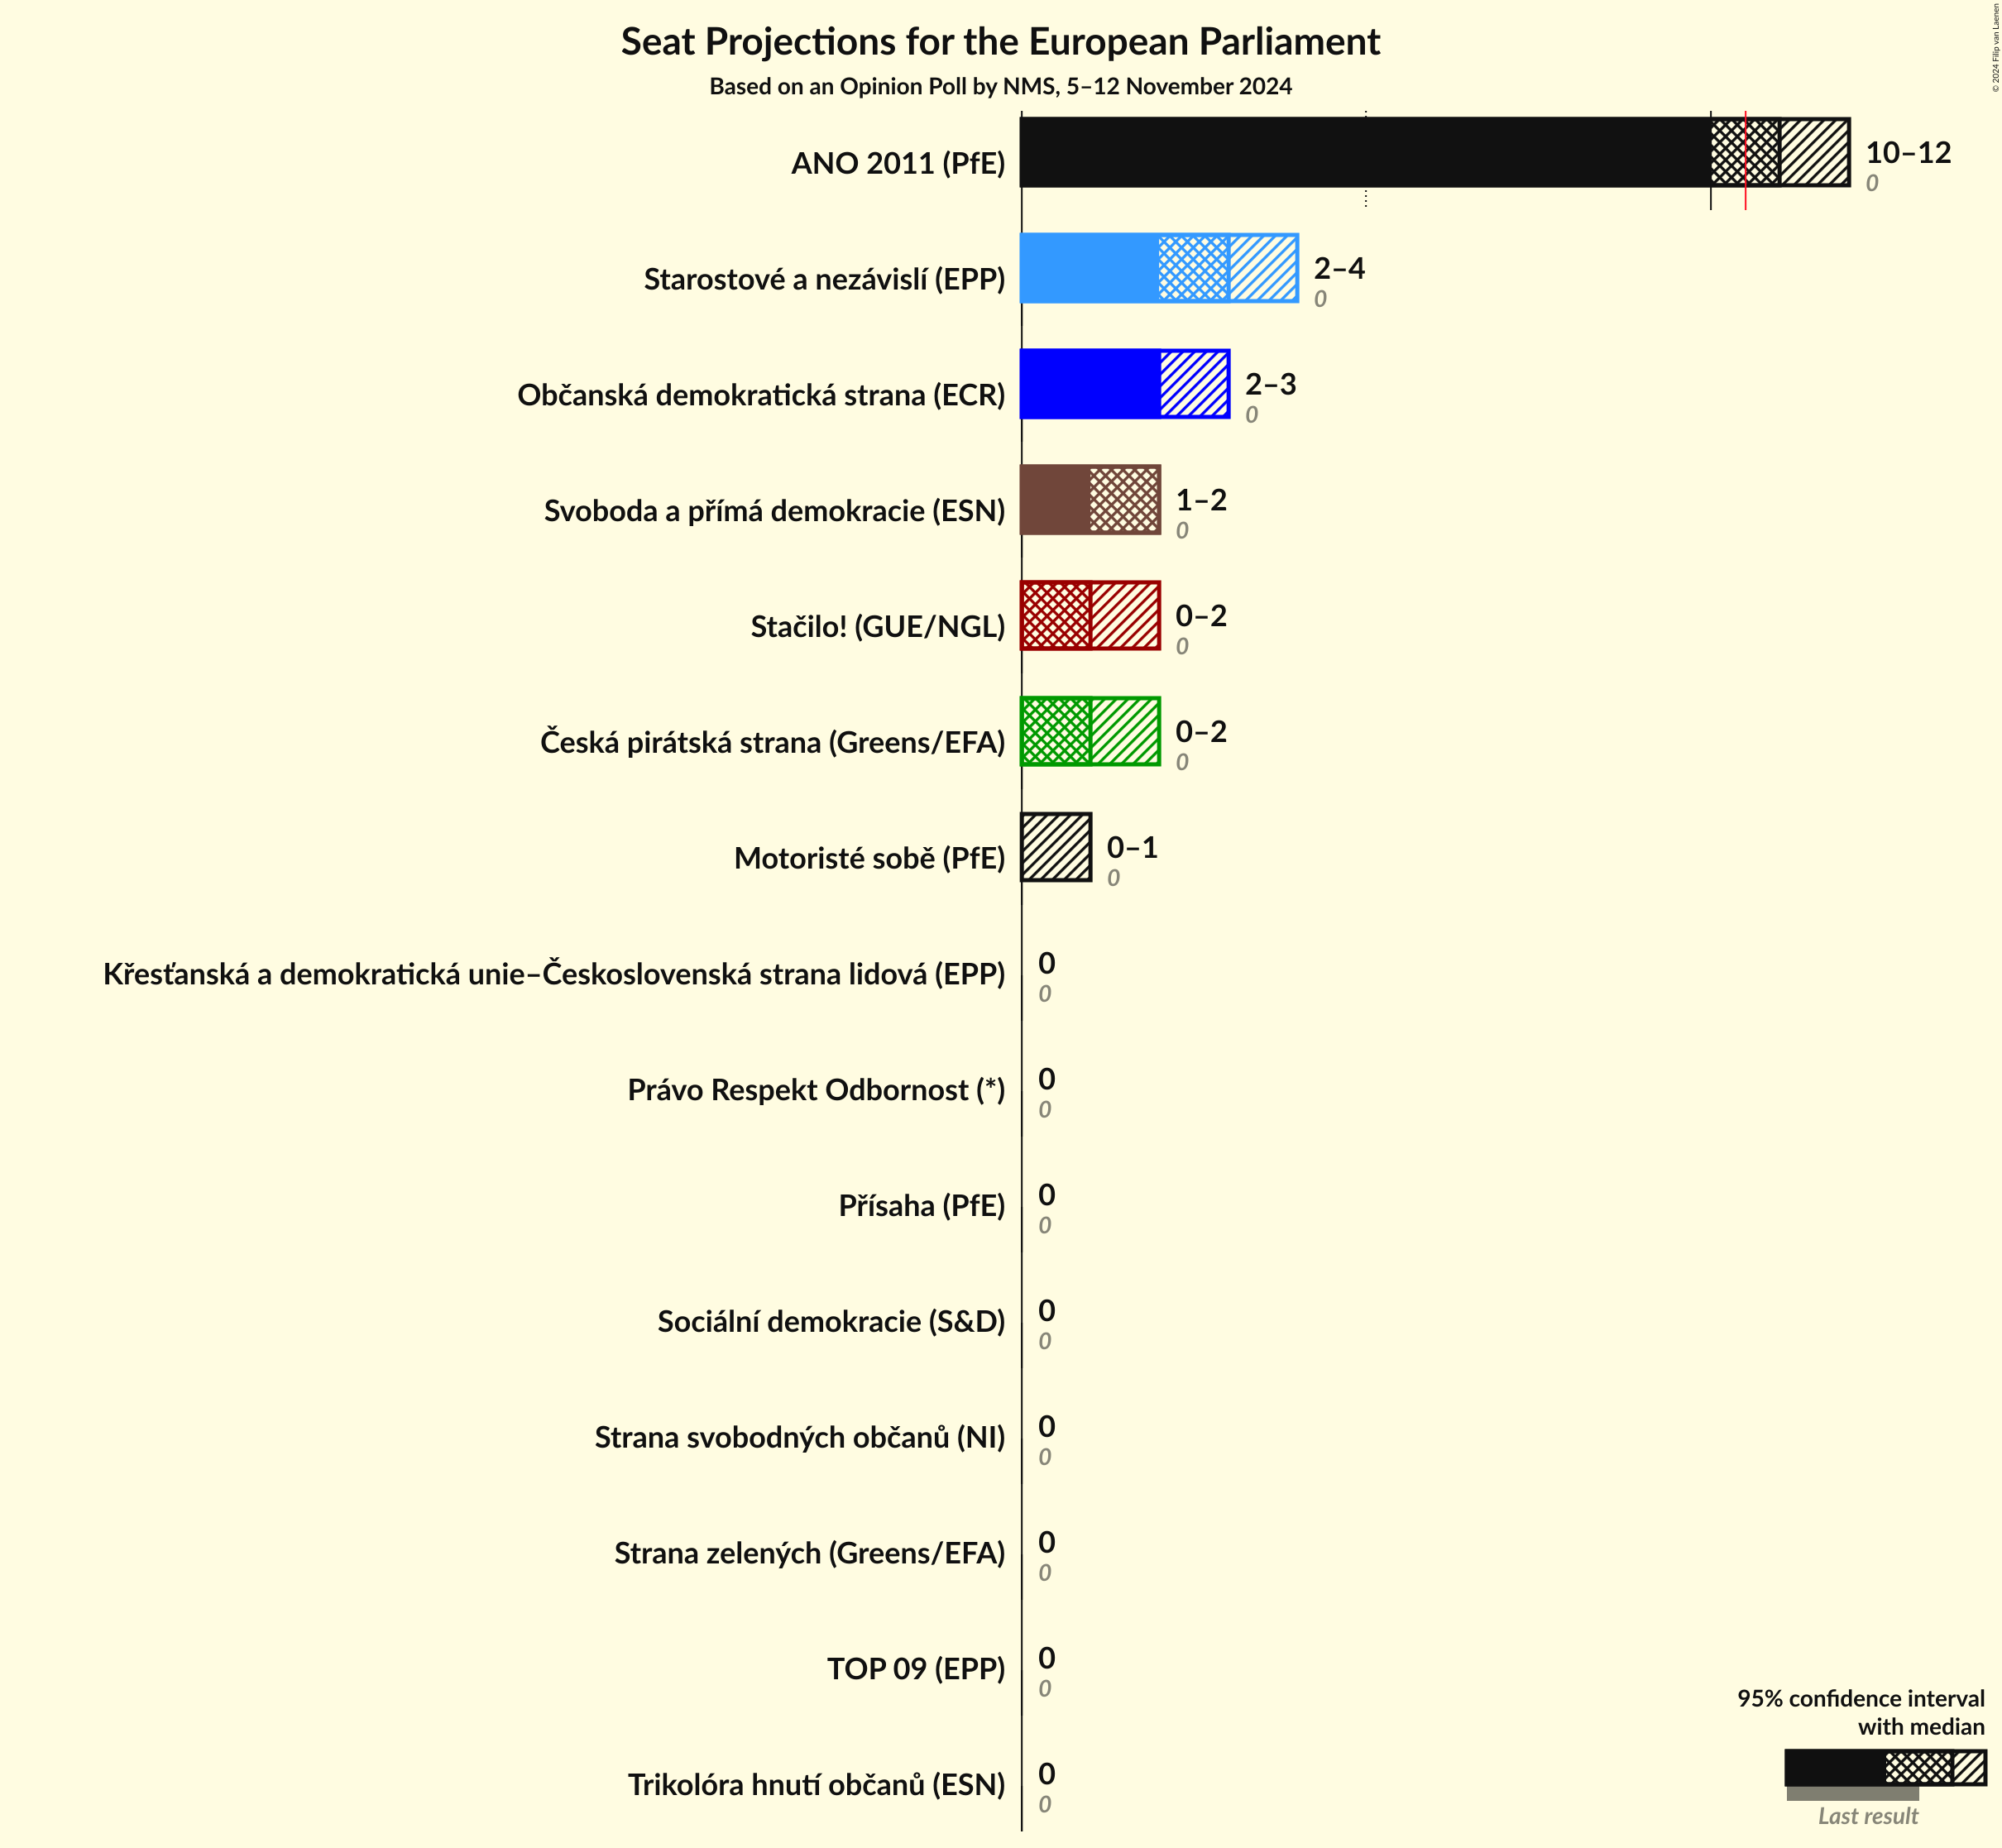 Seat Projections for the European Parliament
Based on an Opinion Poll by NMS, 5–12 November 2024
© 2024 Filip van Laenen
ANO 2011 (PfE)
10–12
0
Starostové a nezávislí (EPP)
2–4
0
Občanská demokratická strana (ECR)
2–3
0
Svoboda a přímá demokracie (ESN)
1–2
0
Stačilo! (GUE/NGL)
0–2
0
Česká pirátská strana (Greens/EFA)
0–2
0
Motoristé sobě (PfE)
0–1
0
Křesťanská a demokratická unie–Československá strana lidová (EPP)
0
0
Právo Respekt Odbornost (*)
0
0
Přísaha (PfE)
0
0
Sociální demokracie (S&D)
0
0
Strana svobodných občanů (NI)
0
0
Strana zelených (Greens/EFA)
0
0
TOP 09 (EPP)
0
0
Trikolóra hnutí občanů (ESN)
0
0
95% confidence interval
with median
Last result